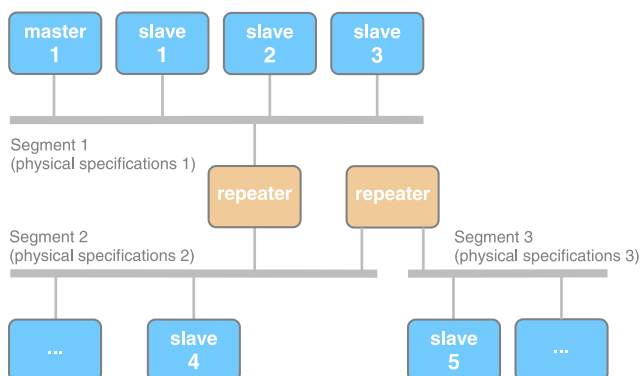 master
1
slave
1
slave
2
slave
3
Segment 1
(physical specifications 1)
repeater
repeater
Segment 2
(physical specifications 2)
Segment 3
(physical specifications 3)
...
slave
4
slave
5
...